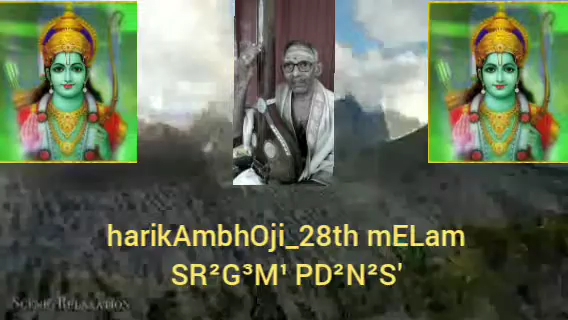 harikAmbhOji_28th mELam
SR²G³M¹ PD²N²S'
SCENIC RELAXATION